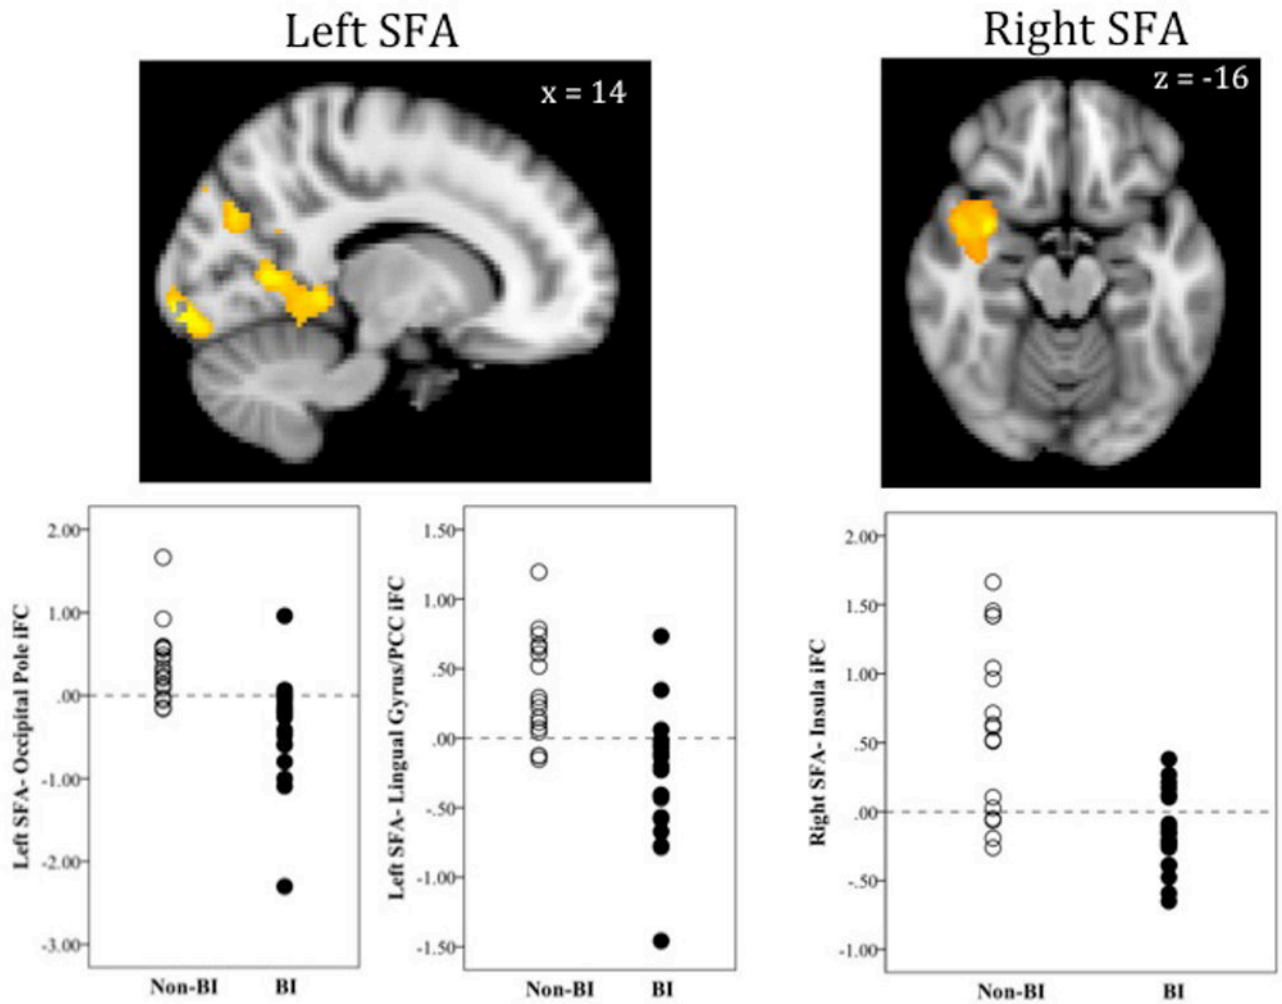 Left SFA
Right SFA
x = 14
z = -16
Left SFA- Occipital Pole iFC
2.00
1.00
.00
-1.00
-2.00
-3.00
Non-BI BI
Left SFA- Lingual Gyrus/PCC iFC
1.50
1.00
.50
.00
-.50
-1.00
-1.50
Non-BI BI
Right SFA- Insula iFC
2.00
1.50
1.00
.50
.00
-.50
-1.00
Non-BI BI